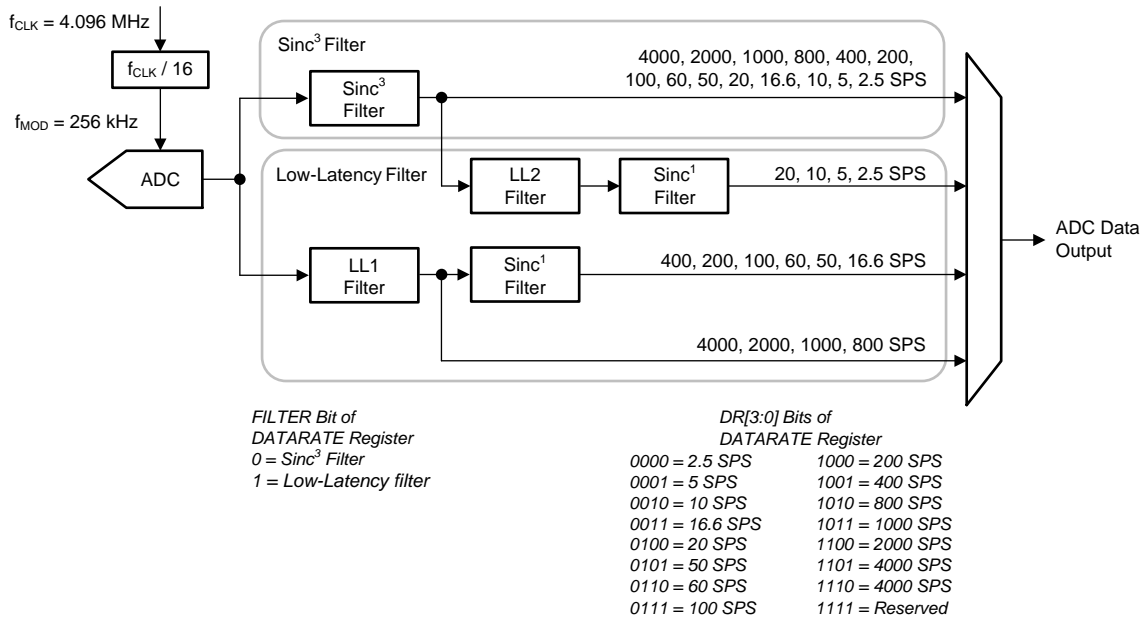 f_CLK = 4.096 MHz
f_CLK / 16
f_MOD = 256 kHz
ADC
Sinc³ Filter
Sinc³
Filter
4000, 2000, 1000, 800, 400, 200,
100, 60, 50, 20, 16.6, 10, 5, 2.5 SPS
Low-Latency Filter
LL2
Filter
Sinc¹
Filter
20, 10, 5, 2.5 SPS
LL1
Filter
Sinc¹
Filter
400, 200, 100, 60, 50, 16.6 SPS
4000, 2000, 1000, 800 SPS
ADC Data
Output
FILTER Bit of
DATARATE Register
0 = Sinc³ Filter
1 = Low-Latency filter
DR[3:0] Bits of
DATARATE Register
0000 = 2.5 SPS
0001 = 5 SPS
0010 = 10 SPS
0011 = 16.6 SPS
0100 = 20 SPS
0101 = 50 SPS
0110 = 60 SPS
0111 = 100 SPS
1000 = 200 SPS
1001 = 400 SPS
1010 = 800 SPS
1011 = 1000 SPS
1100 = 2000 SPS
1101 = 4000 SPS
1110 = 4000 SPS
1111 = Reserved